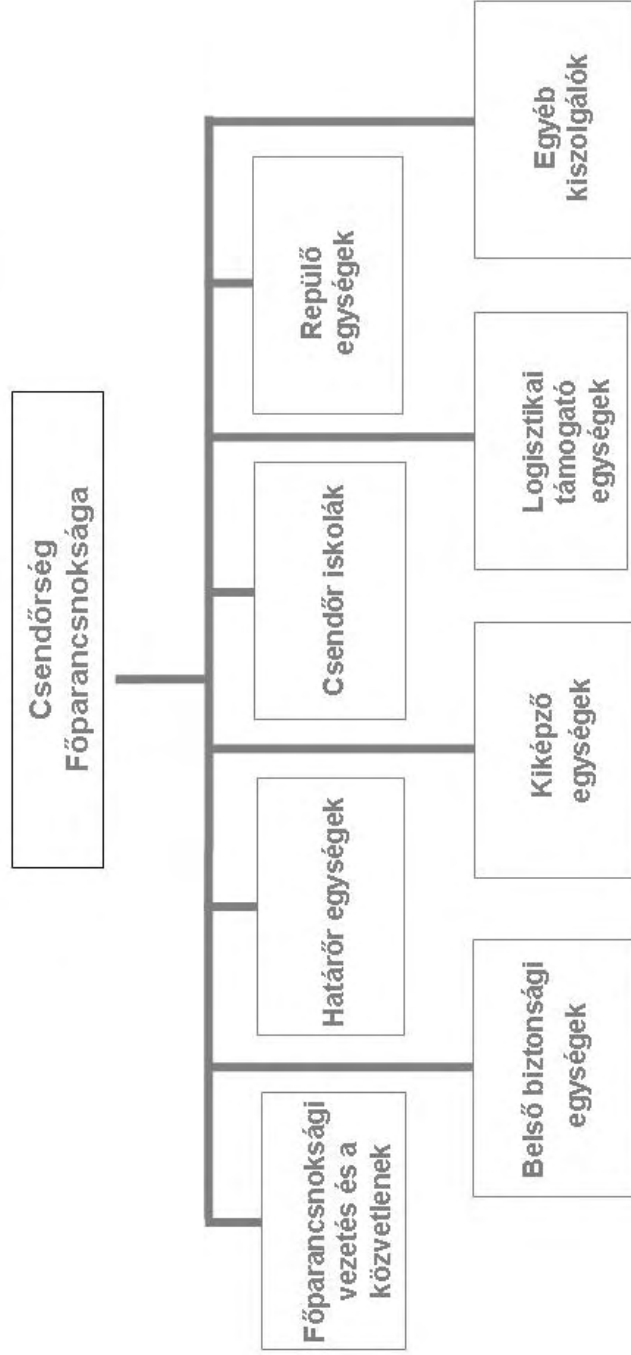 Csendőrség
Főparancsnoksága
Főparancsnoksági
vezetés és a
közvetlenek
Határőr egységek
Csendőr iskolák
Repülő
egységek
Belső biztonsági
egységek
Kiképző
egységek
Logisztikai
támogató
egységek
Egyéb
kiszolgálók